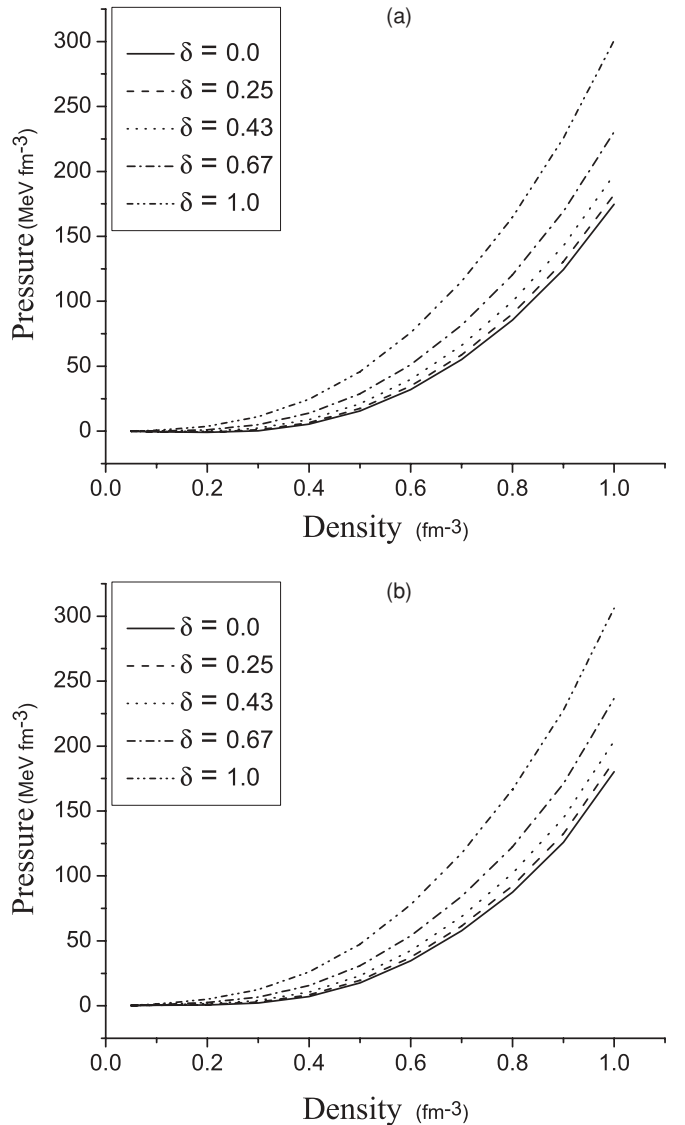 (a)
300
250
200
150
100
50
0
Pressure (MeV fm-3)
δ = 0.0
δ = 0.25
δ = 0.43
δ = 0.67
δ = 1.0
0.0 0.2 0.4 0.6 0.8 1.0
Density (fm-3)
(b)
300
250
200
150
100
50
0
Pressure (MeV fm-3)
δ = 0.0
δ = 0.25
δ = 0.43
δ = 0.67
δ = 1.0
0.0 0.2 0.4 0.6 0.8 1.0
Density (fm-3)